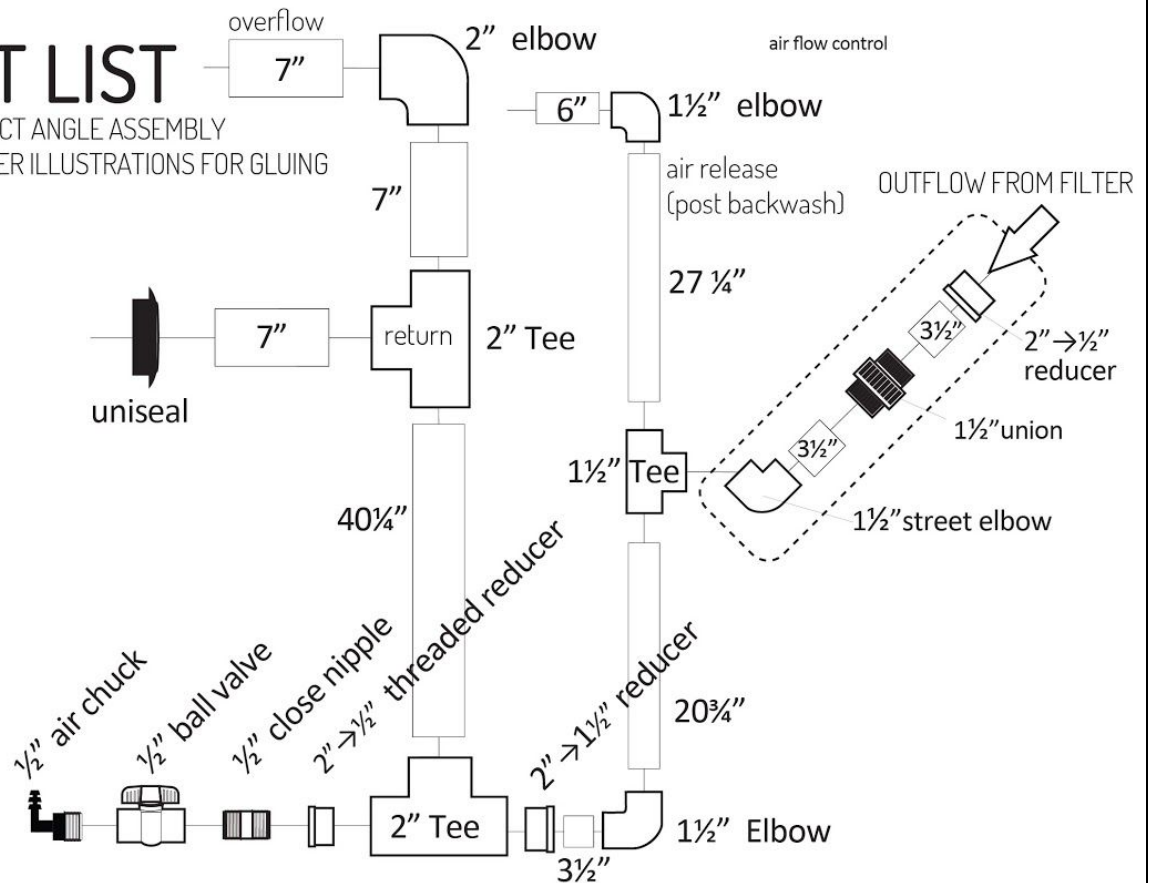 overflow
7”
2” elbow
air flow control
T LIST
CT ANGLE ASSEMBLY
ER ILLUSTRATIONS FOR GLUING
6”
1½” elbow
7”
air release
(post backwash)
OUTFLOW FROM FILTER
27 ¼”
7”
return
2” Tee
3½”
2”→½”
reducer
uniseal
1½”union
3½”
1½”
Tee
40¼”
1½”street elbow
½” air chuck
½” ball valve
½” close nipple
2”→½” threaded reducer
2”→1½” reducer
20¾”
2” Tee
3½”
1½” Elbow